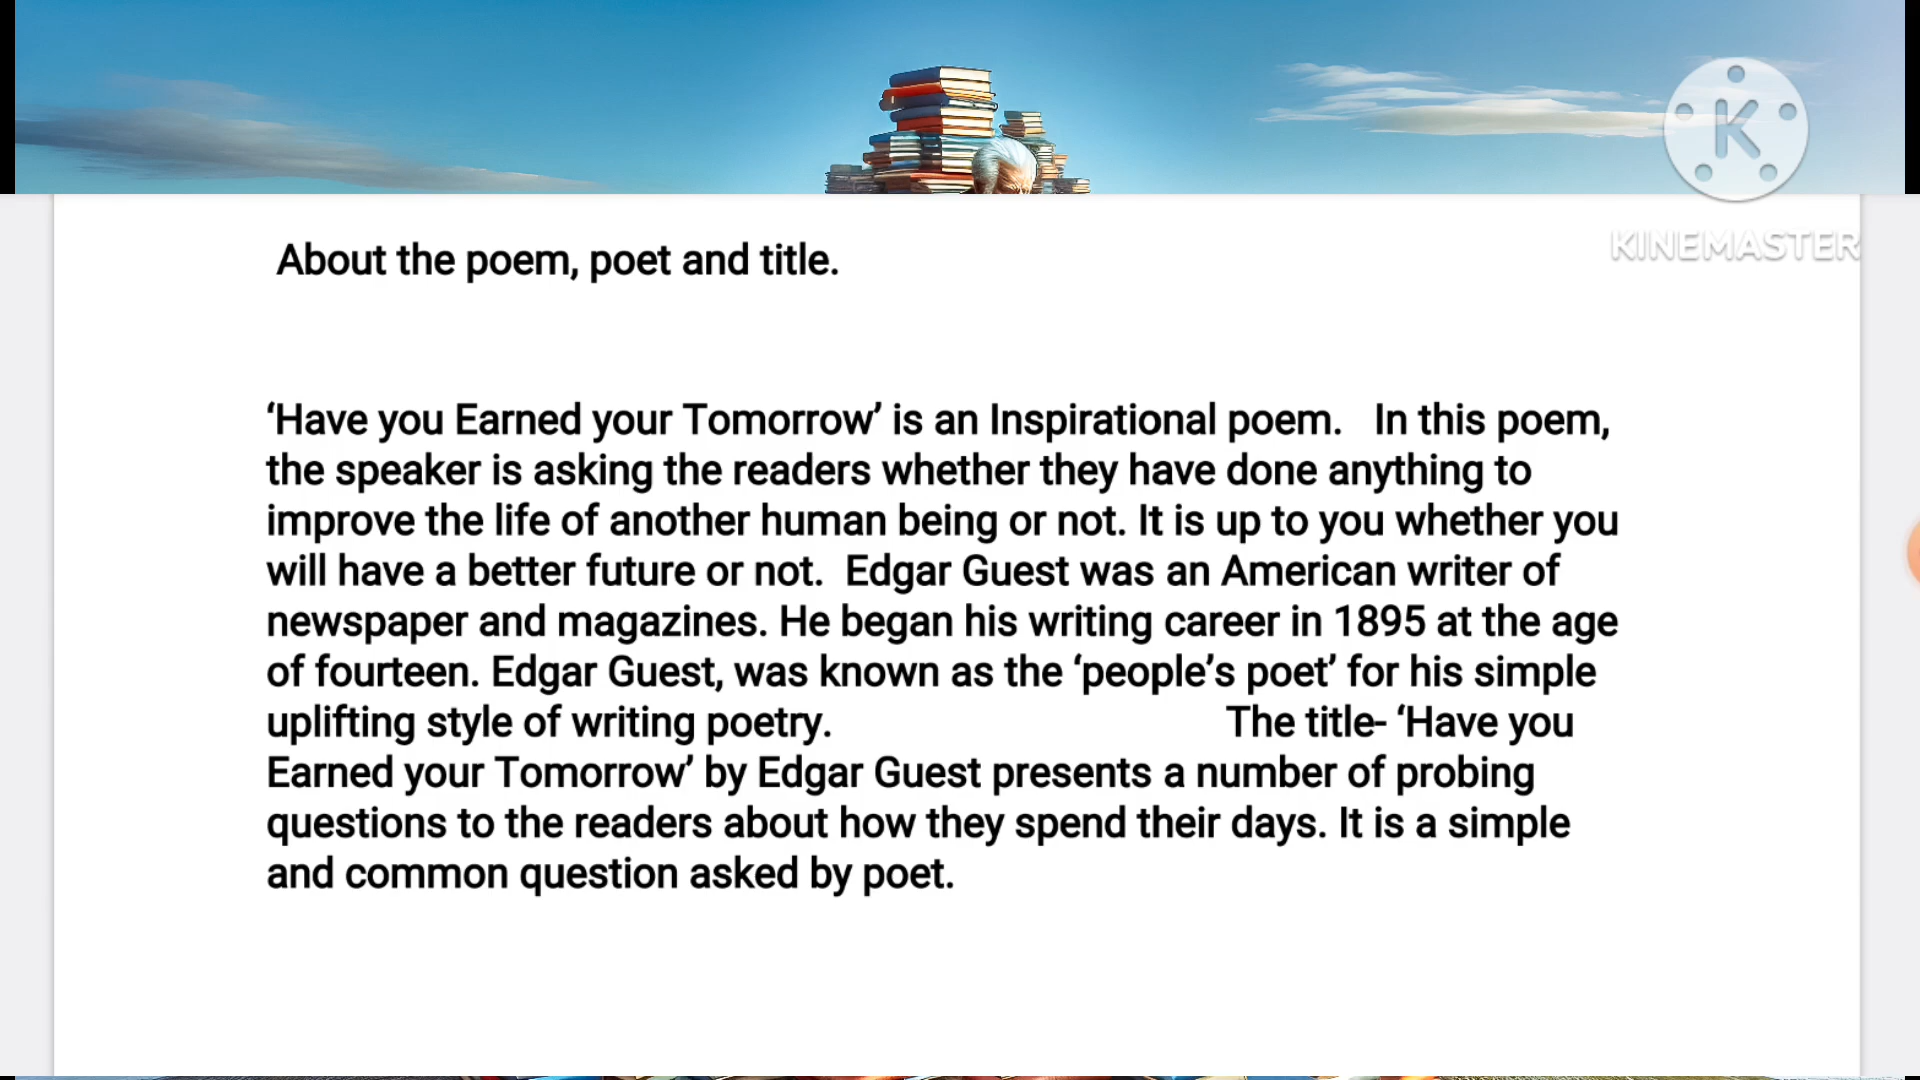 K
KINEMASTER
About the poem, poet and title.
‘Have you Earned your Tomorrow’ is an Inspirational poem.   In this poem,
the speaker is asking the readers whether they have done anything to
improve the life of another human being or not. It is up to you whether you
will have a better future or not.  Edgar Guest was an American writer of
newspaper and magazines. He began his writing career in 1895 at the age
of fourteen. Edgar Guest, was known as the ‘people’s poet’ for his simple
uplifting style of writing poetry.                                     The title- ‘Have you
Earned your Tomorrow’ by Edgar Guest presents a number of probing
questions to the readers about how they spend their days. It is a simple
and common question asked by poet.